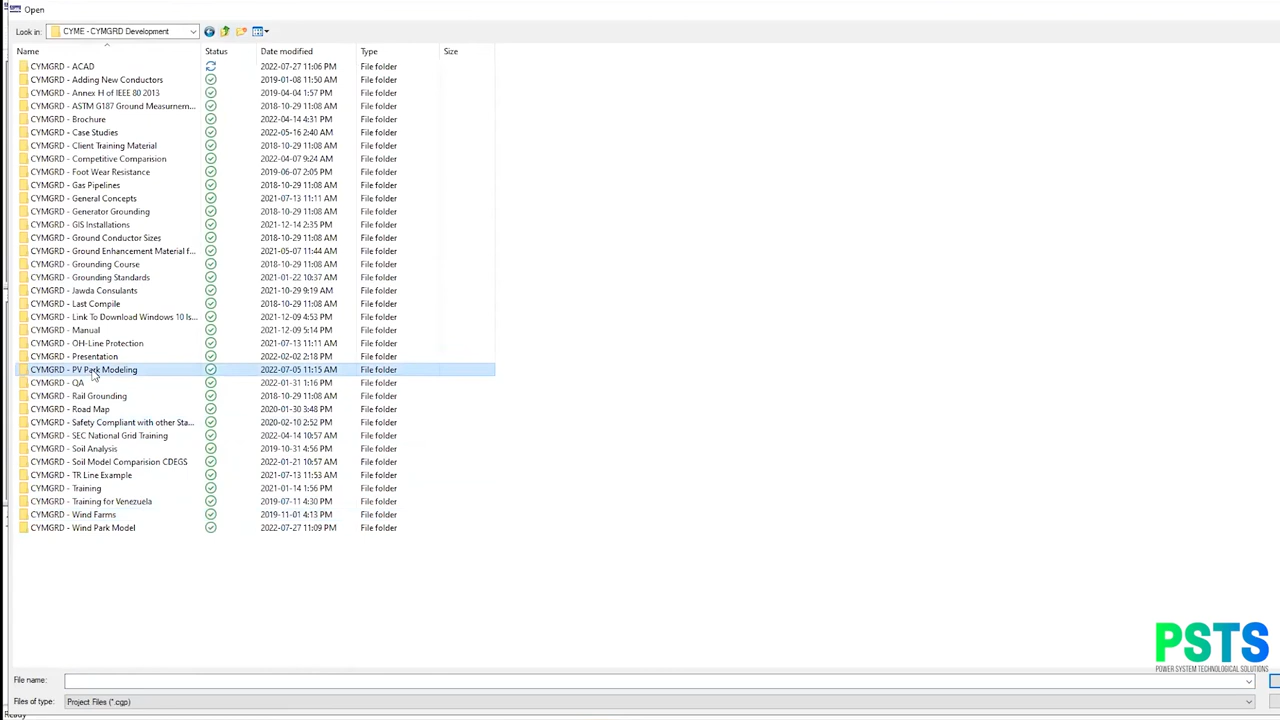 Open
Look in: CYME - CYMGRD Development
Name Status Date modified Type Size
CYMGRD - ACAD 2022-07-27 11:06 PM File folder
CYMGRD - Adding New Conductors 2019-01-08 11:50 AM File folder
CYMGRD - Annex H of IEEE 80 2013 2019-04-04 1:57 PM File folder
CYMGRD - ASTM G187 Ground Measurnem... 2018-10-29 11:08 AM File folder
CYMGRD - Brochure 2022-04-14 4:31 PM File folder
CYMGRD - Case Studies 2022-05-16 2:40 AM File folder
CYMGRD - Client Training Material 2018-10-29 11:08 AM File folder
CYMGRD - Competitive Comparision 2022-04-07 9:24 AM File folder
CYMGRD - Foot Wear Resistance 2019-06-07 2:05 PM File folder
CYMGRD - Gas Pipelines 2018-10-29 11:08 AM File folder
CYMGRD - General Concepts 2021-07-13 11:11 AM File folder
CYMGRD - Generator Grounding 2018-10-29 11:08 AM File folder
CYMGRD - GIS Installations 2021-12-14 2:35 PM File folder
CYMGRD - Ground Conductor Sizes 2018-10-29 11:08 AM File folder
CYMGRD - Ground Enhancement Material f... 2021-05-07 11:44 AM File folder
CYMGRD - Grounding Course 2018-10-29 11:08 AM File folder
CYMGRD - Grounding Standards 2021-01-22 10:37 AM File folder
CYMGRD - Jawda Consulants 2021-10-29 9:19 AM File folder
CYMGRD - Last Compile 2018-10-29 11:08 AM File folder
CYMGRD - Link To Download Windows 10 Is... 2021-12-09 4:53 PM File folder
CYMGRD - Manual 2021-12-09 5:14 PM File folder
CYMGRD - OH-Line Protection 2021-07-13 11:11 AM File folder
CYMGRD - Presentation 2022-02-02 2:18 PM File folder
CYMGRD - PV Park Modeling 2022-07-05 11:15 AM File folder
CYMGRD - QA 2022-01-31 1:16 PM File folder
CYMGRD - Rail Grounding 2018-10-29 11:08 AM File folder
CYMGRD - Road Map 2020-01-30 3:48 PM File folder
CYMGRD - Safety Compliant with other Sta... 2020-02-10 2:52 PM File folder
CYMGRD - SEC National Grid Training 2022-04-14 10:57 AM File folder
CYMGRD - Soil Analysis 2019-10-31 4:56 PM File folder
CYMGRD - Soil Model Comparision CDEGS 2022-01-21 10:57 AM File folder
CYMGRD - TR Line Example 2021-07-13 11:53 AM File folder
CYMGRD - Training 2021-01-14 1:56 PM File folder
CYMGRD - Training for Venezuela 2019-07-11 4:30 PM File folder
CYMGRD - Wind Farms 2019-11-01 4:13 PM File folder
CYMGRD - Wind Park Model 2022-07-27 11:09 PM File folder
PSTS
POWER SYSTEM TECHNOLOGICAL SOLUTIONS
File name:
Files of type: Project Files (*.cgp)
Ready